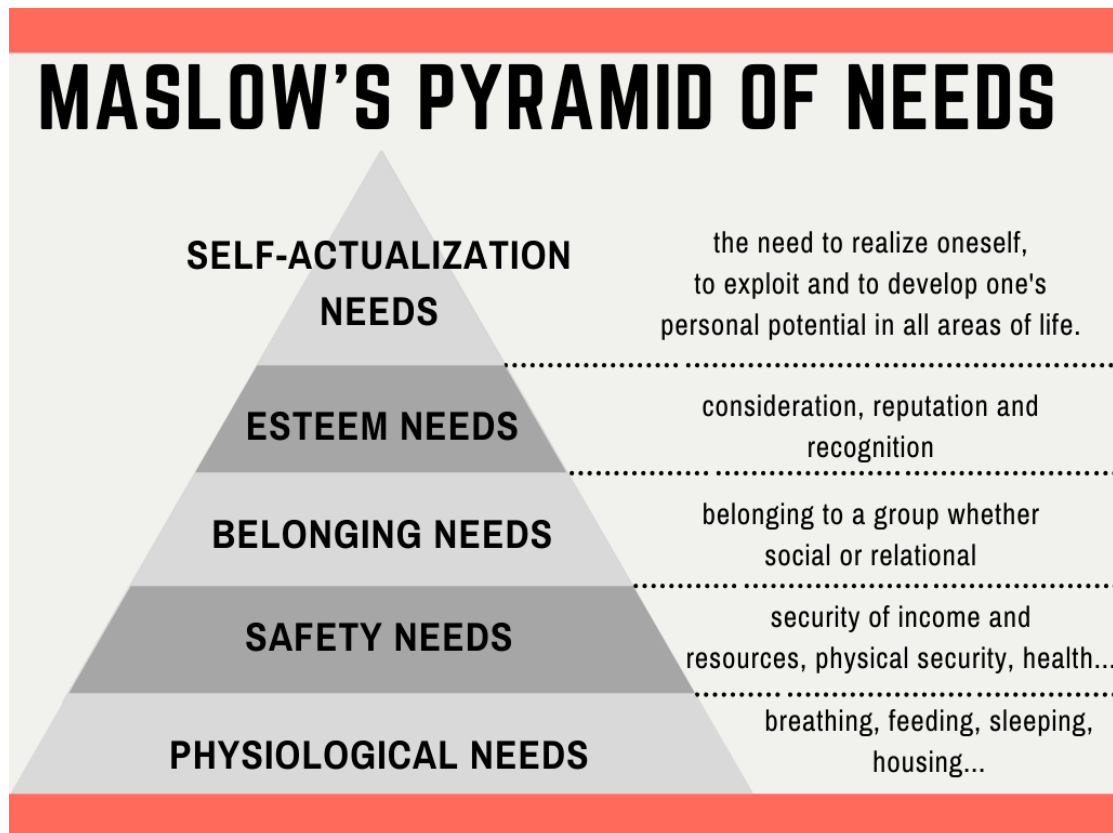 MASLOW'S PYRAMID OF NEEDS
SELF-ACTUALIZATION
NEEDS
the need to realize oneself,
to exploit and to develop one's
personal potential in all areas of life.
ESTEEM NEEDS
consideration, reputation and
recognition
BELONGING NEEDS
belonging to a group whether
social or relational
SAFETY NEEDS
security of income and
resources, physical security, health...
PHYSIOLOGICAL NEEDS
breathing, feeding, sleeping,
housing...